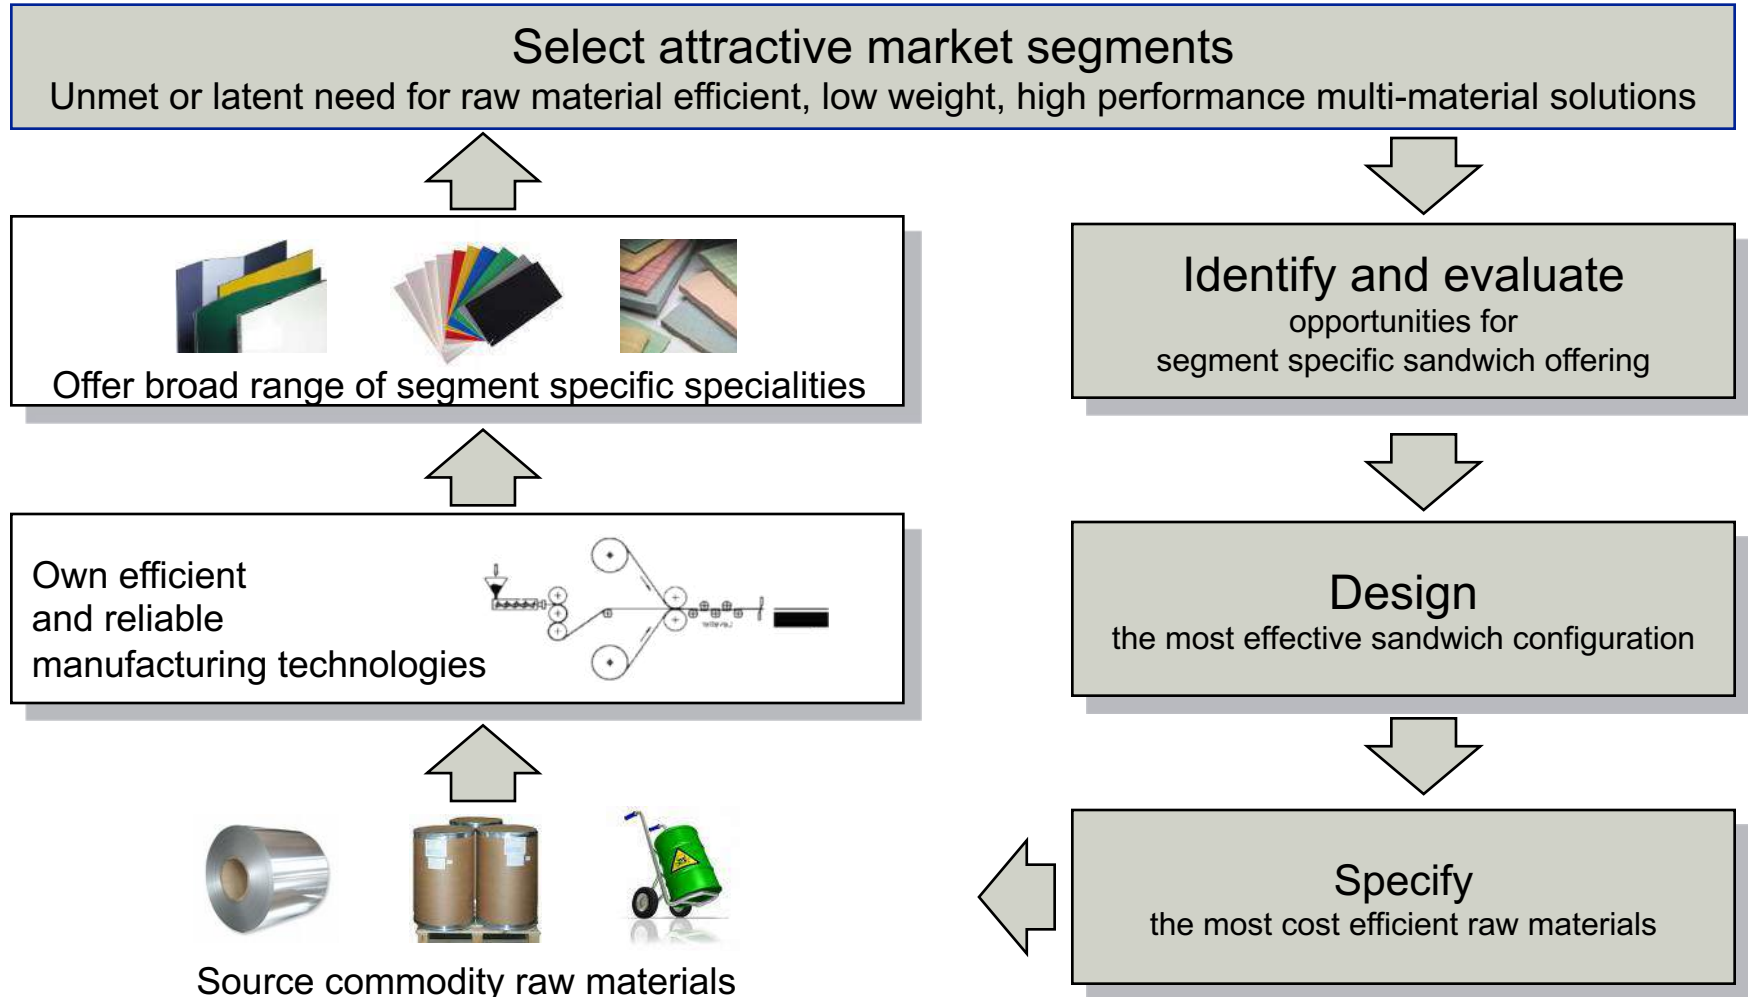 Select attractive market segments
Unmet or latent need for raw material efficient, low weight, high performance multi-material solutions
Offer broad range of segment specific specialities
Identify and evaluate
opportunities for
segment specific sandwich offering
Own efficient
and reliable
manufacturing technologies
Design
the most effective sandwich configuration
Specify
the most cost efficient raw materials
Source commodity raw materials